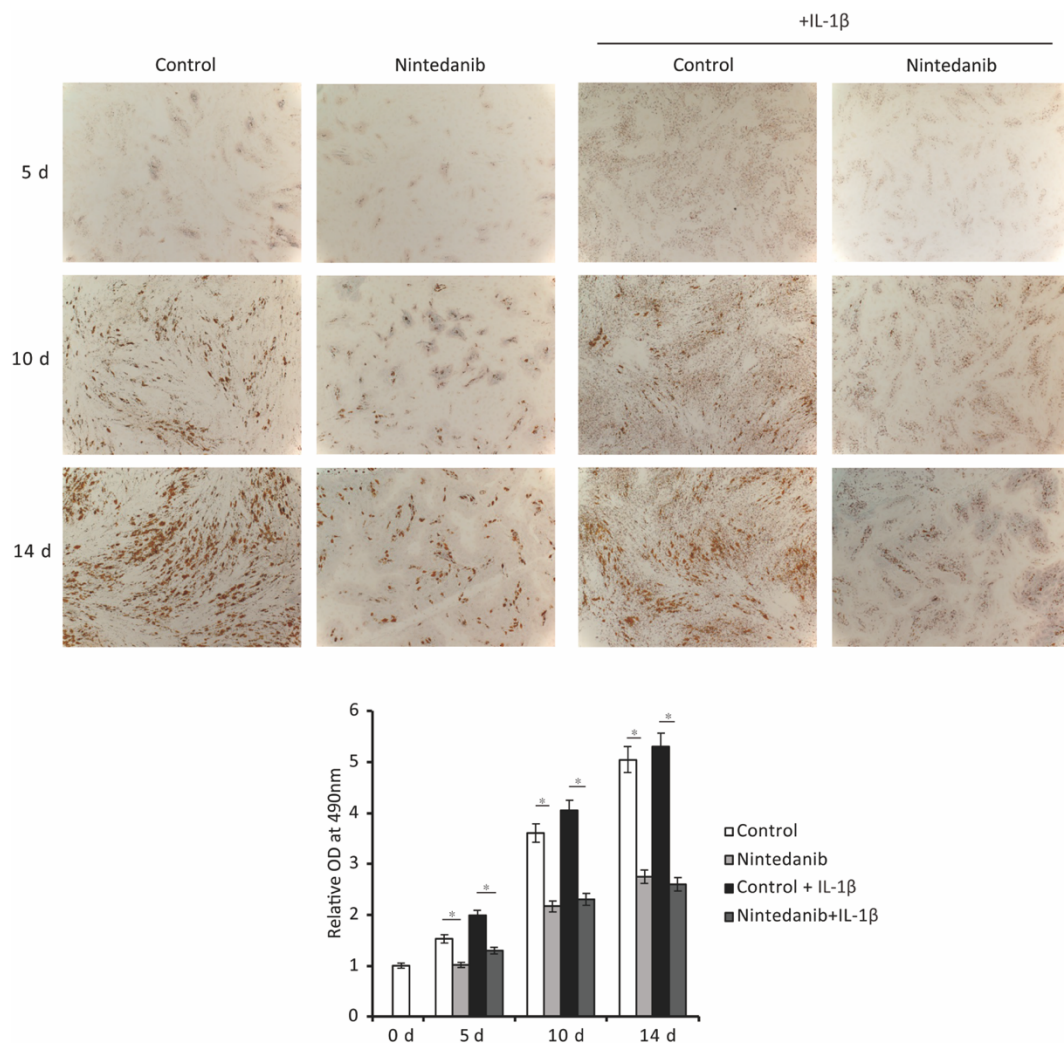 +IL-1β
Control
Nintedanib
Control
Nintedanib
5 d
10 d
14 d
6
5
4
3
2
1
0
Relative OD at 490nm
*
*
*
*
*
*
0 d
5 d
10 d
14 d
Control
Nintedanib
Control + IL-1β
Nintedanib+IL-1β